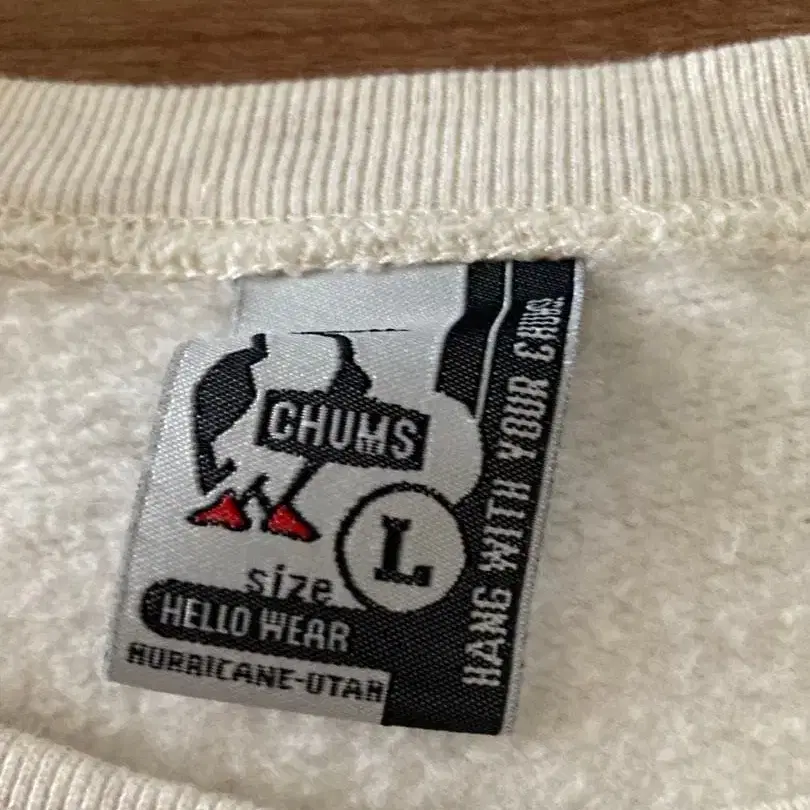 CHUMS
L
size
HELLO WEAR
HURRICANE-UTAH
HANG WITH YOUR CHUMS.